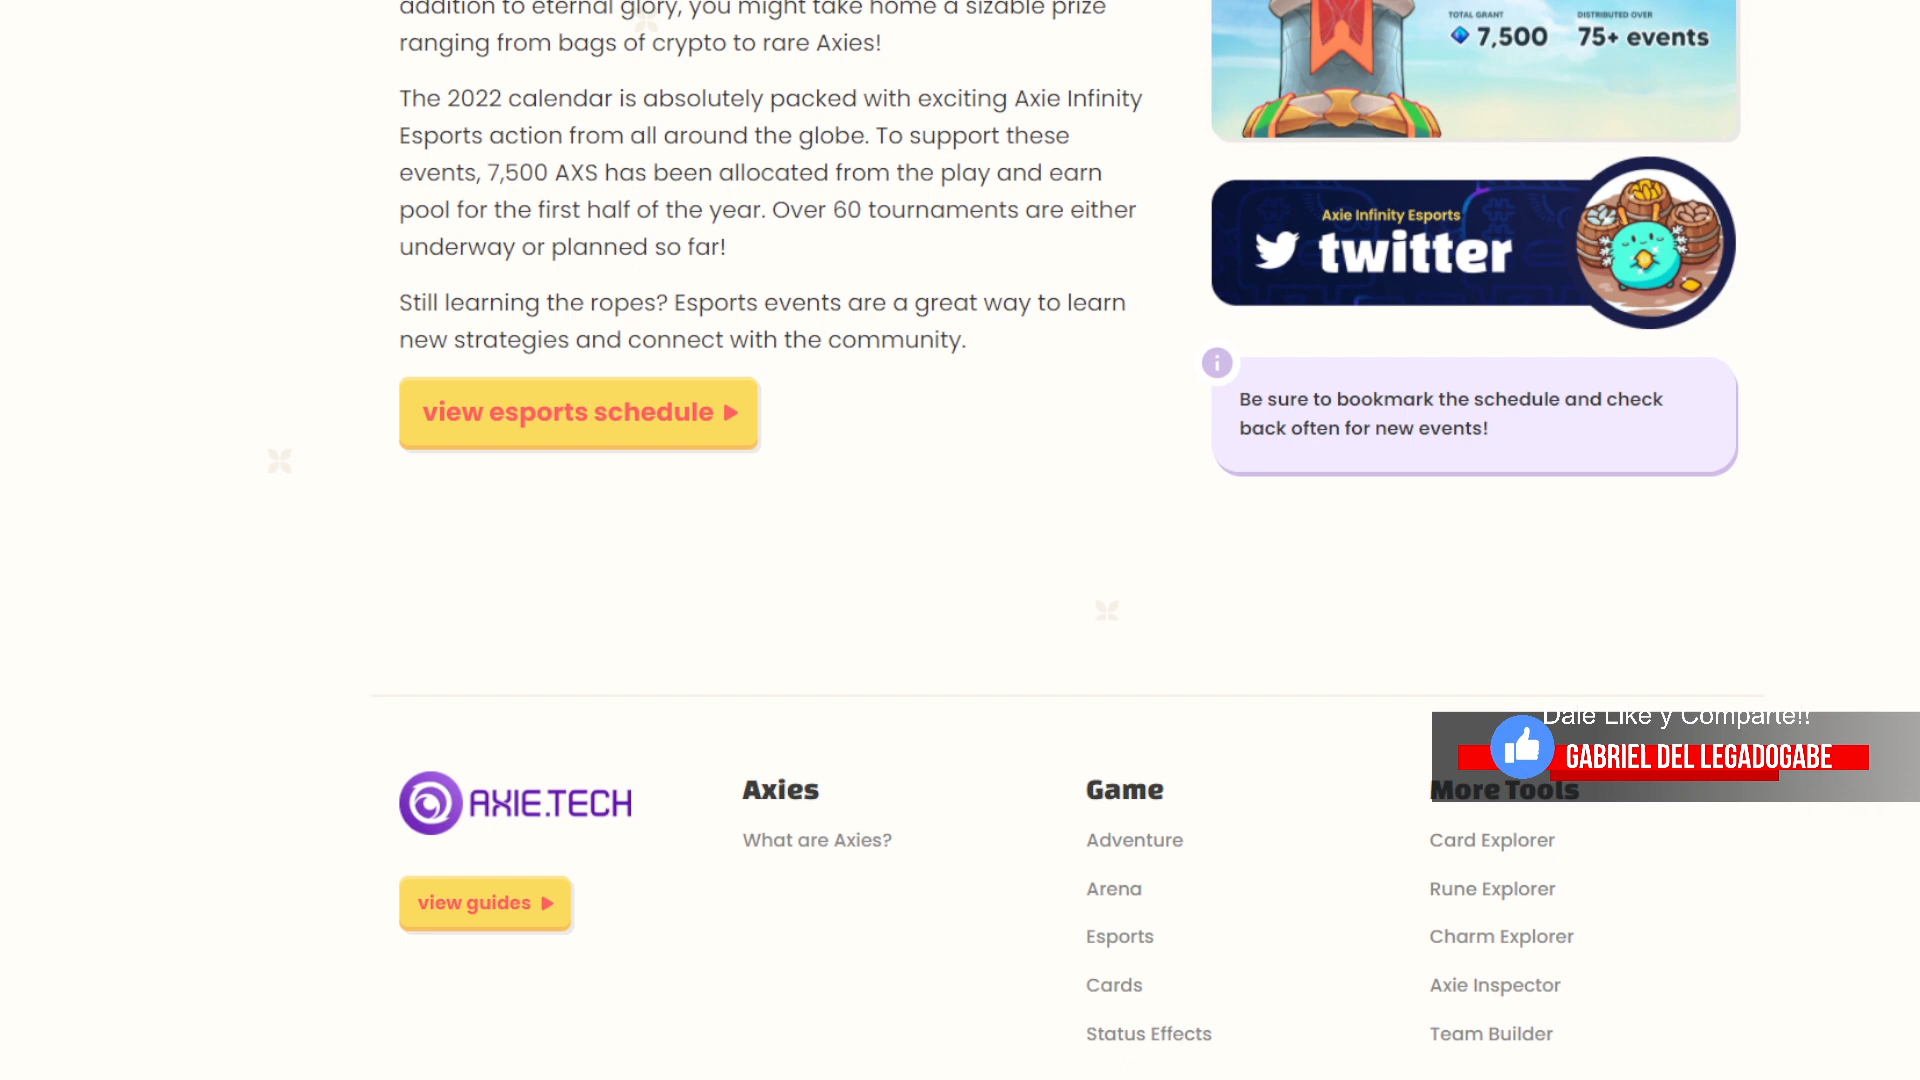 addition to eternal glory, you might take home a sizable prize
ranging from bags of crypto to rare Axies!
The 2022 calendar is absolutely packed with exciting Axie Infinity
Esports action from all around the globe. To support these
events, 7,500 AXS has been allocated from the play and earn
pool for the first half of the year. Over 60 tournaments are either
underway or planned so far!
Still learning the ropes? Esports events are a great way to learn
new strategies and connect with the community.
view esports schedule
TOTAL GRANT
7,500
DISTRIBUTED OVER
75+ events
Axie Infinity Esports
twitter
Be sure to bookmark the schedule and check
back often for new events!
Dale Like y Comparte!!
GABRIEL DEL LEGADOGABE
AXIE.TECH
view guides
Axies
What are Axies?
Game
Adventure
Arena
Esports
Cards
Status Effects
More Tools
Card Explorer
Rune Explorer
Charm Explorer
Axie Inspector
Team Builder